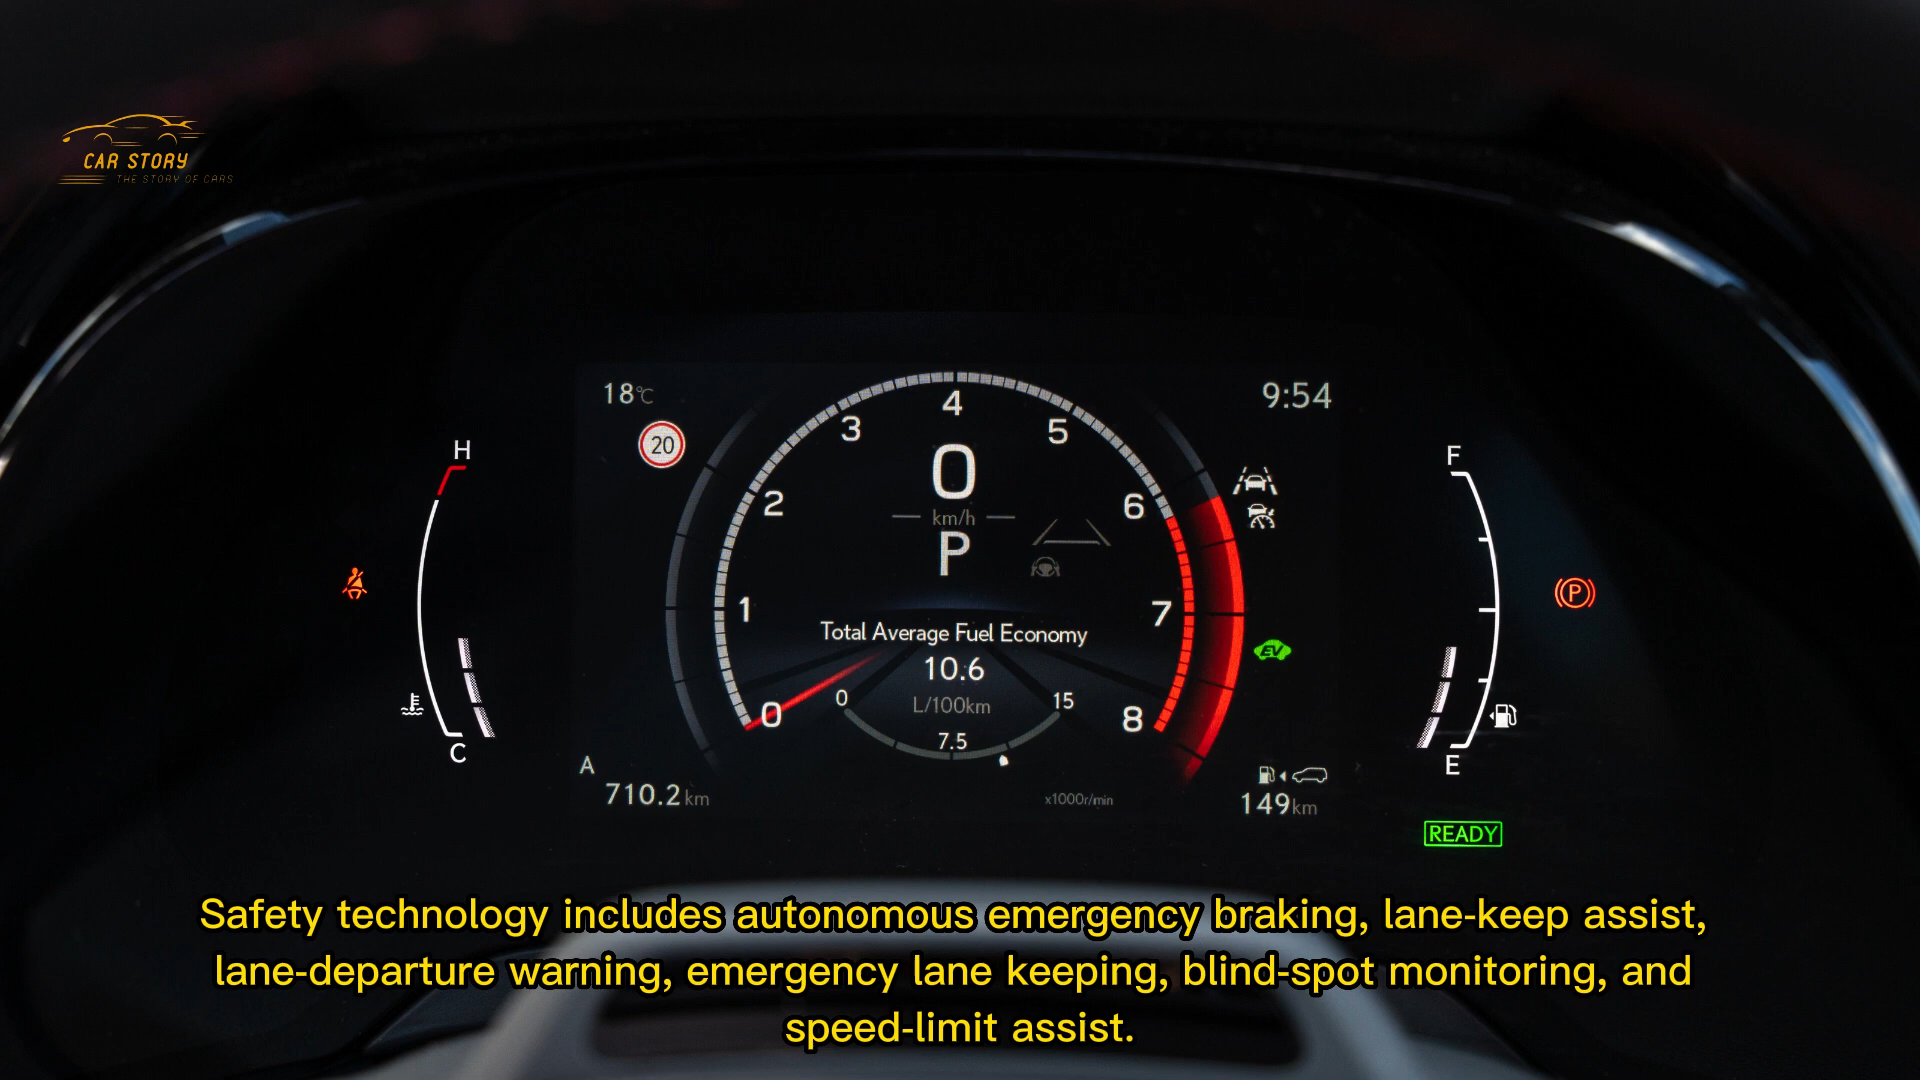 CAR STORY
THE STORY OF CARS
18°C
9:54
20
H
F
0
1
2
3
4
5
6
7
8
0
km/h
P
Total Average Fuel Economy
10.6
L/100km
0
15
7.5
EV
P
C
E
A
710.2 km
x1000r/min
149km
READY
Safety technology includes autonomous emergency braking, lane-keep assist,
lane-departure warning, emergency lane keeping, blind-spot monitoring, and
speed-limit assist.